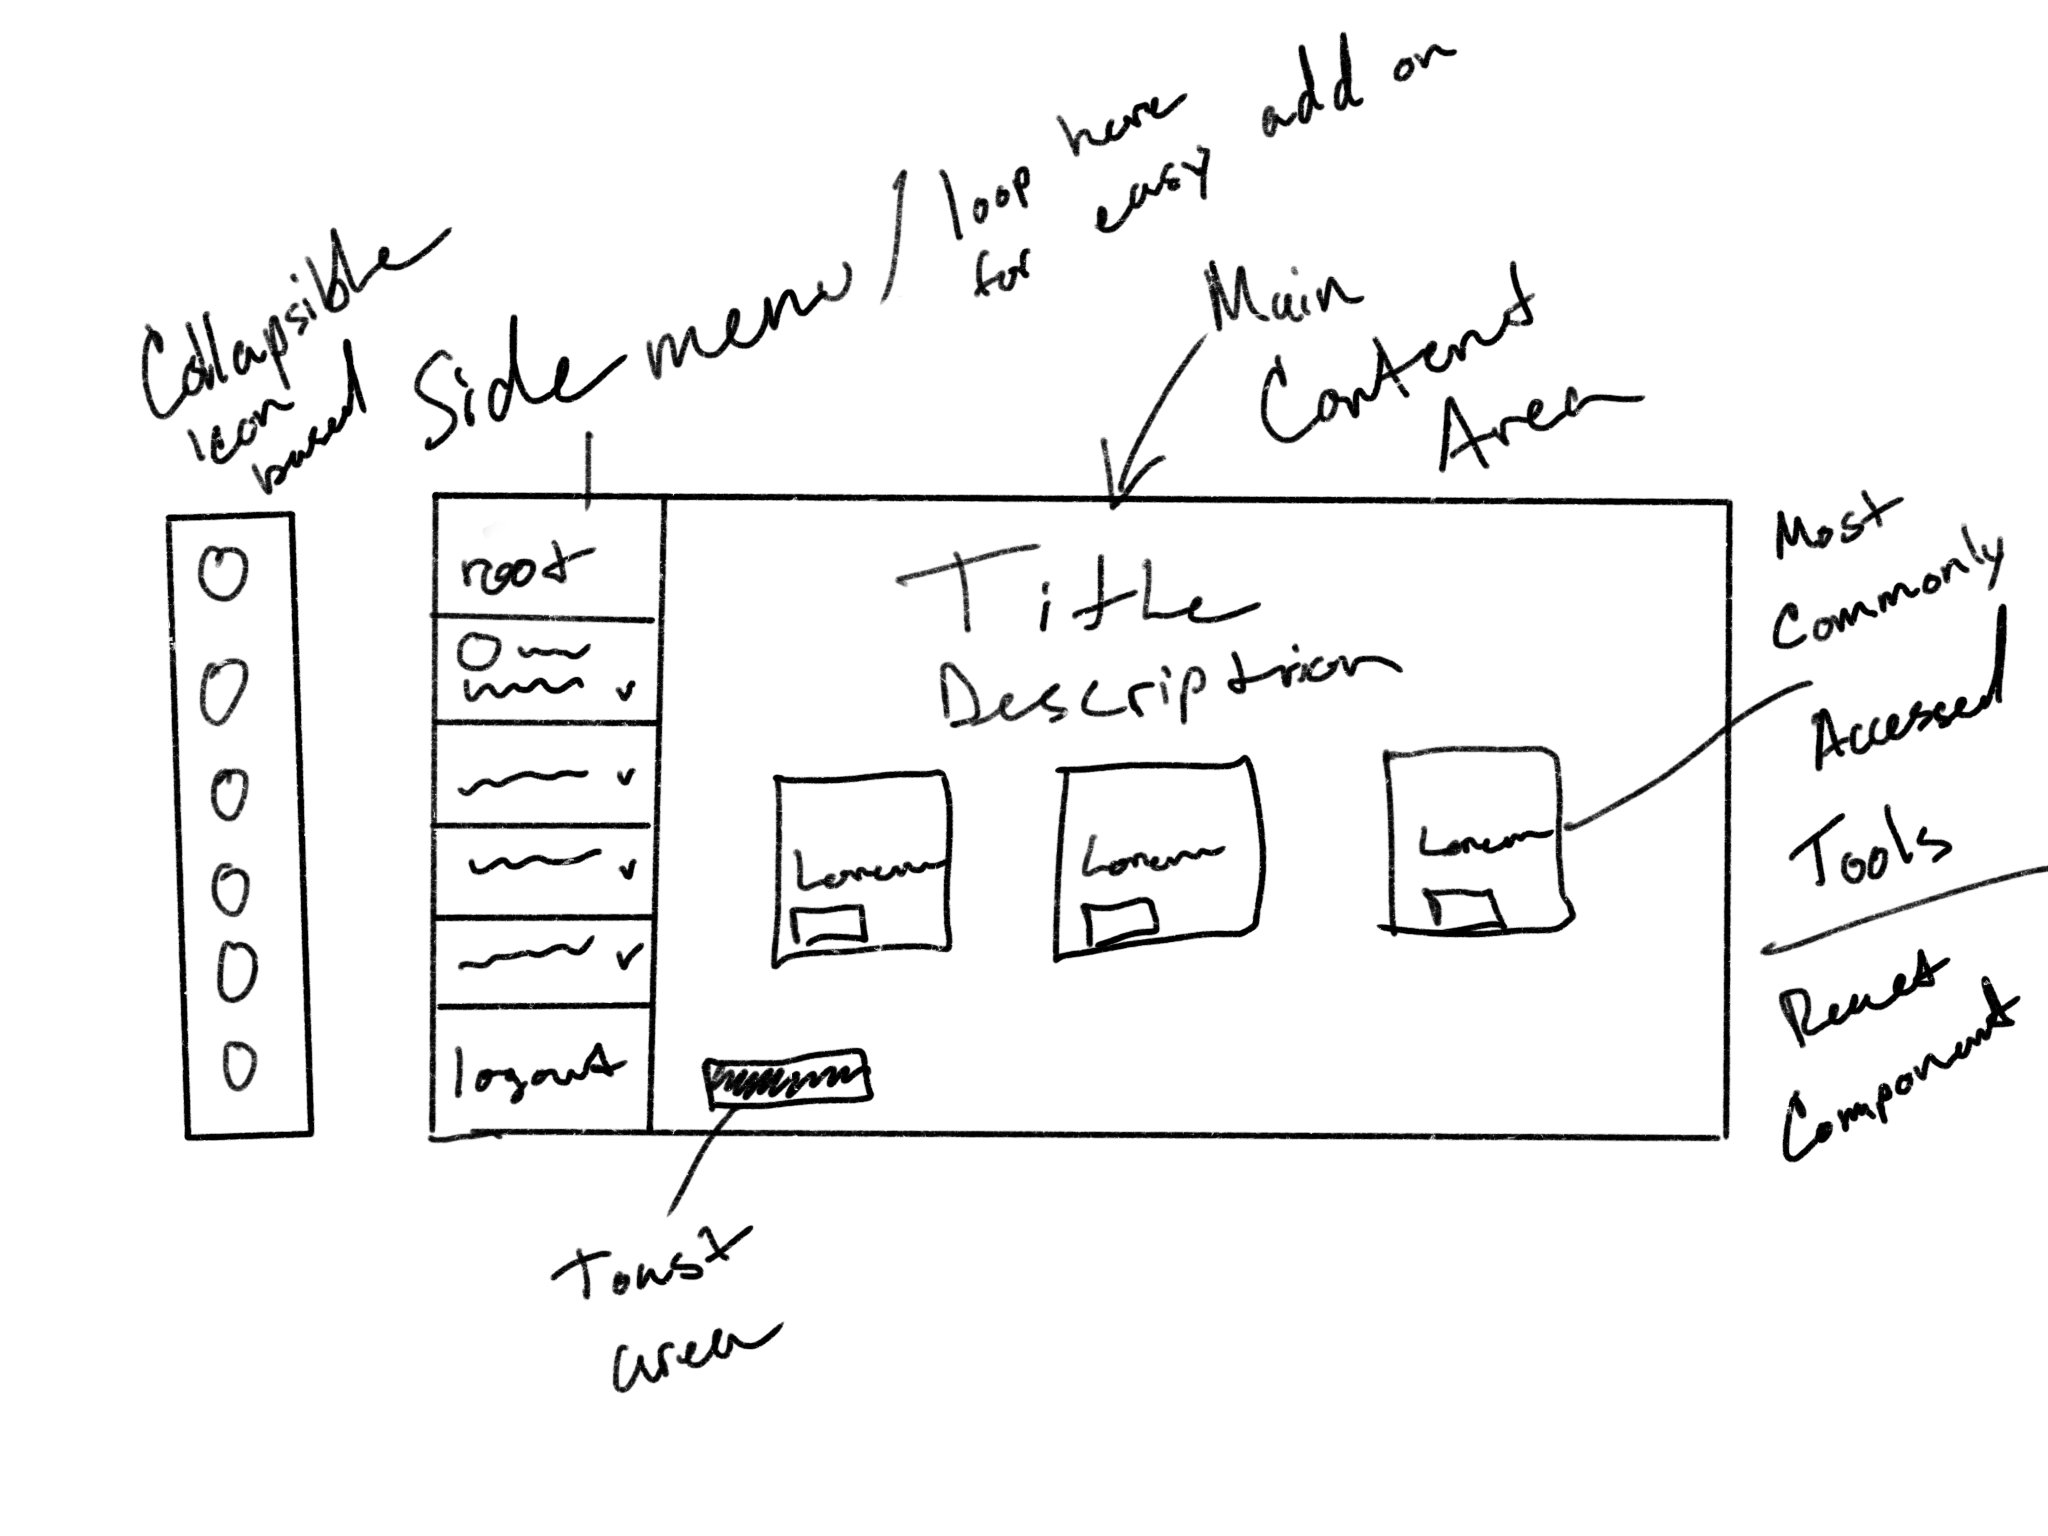 Collapsible
icon
based
Side menu / loop here
for easy add on
Main
Content
Area
root
logout
Title
Description
Lorem
Lorem
Lorem
Most
Commonly
Accessed
Tools
React
Component
Toast
area